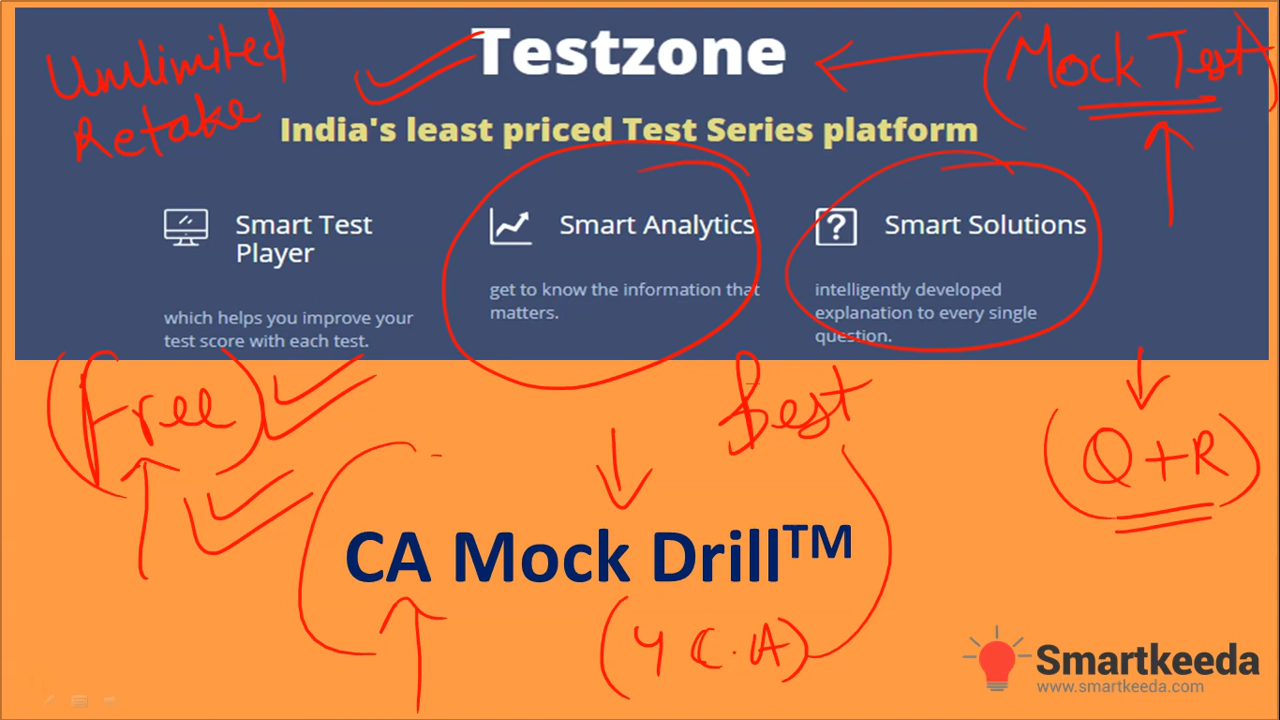 Unlimited
Retake
Testzone
(Mock Test)
India's least priced Test Series platform
Smart Test
Player
which helps you improve your
test score with each test.
Smart Analytics
get to know the information that
matters.
Smart Solutions
intelligently developed
explanation to every single
question.
(Free)
Best
(Q+R)
CA Mock Drill™
(4 C.A)
Smartkeeda
www.smartkeeda.com